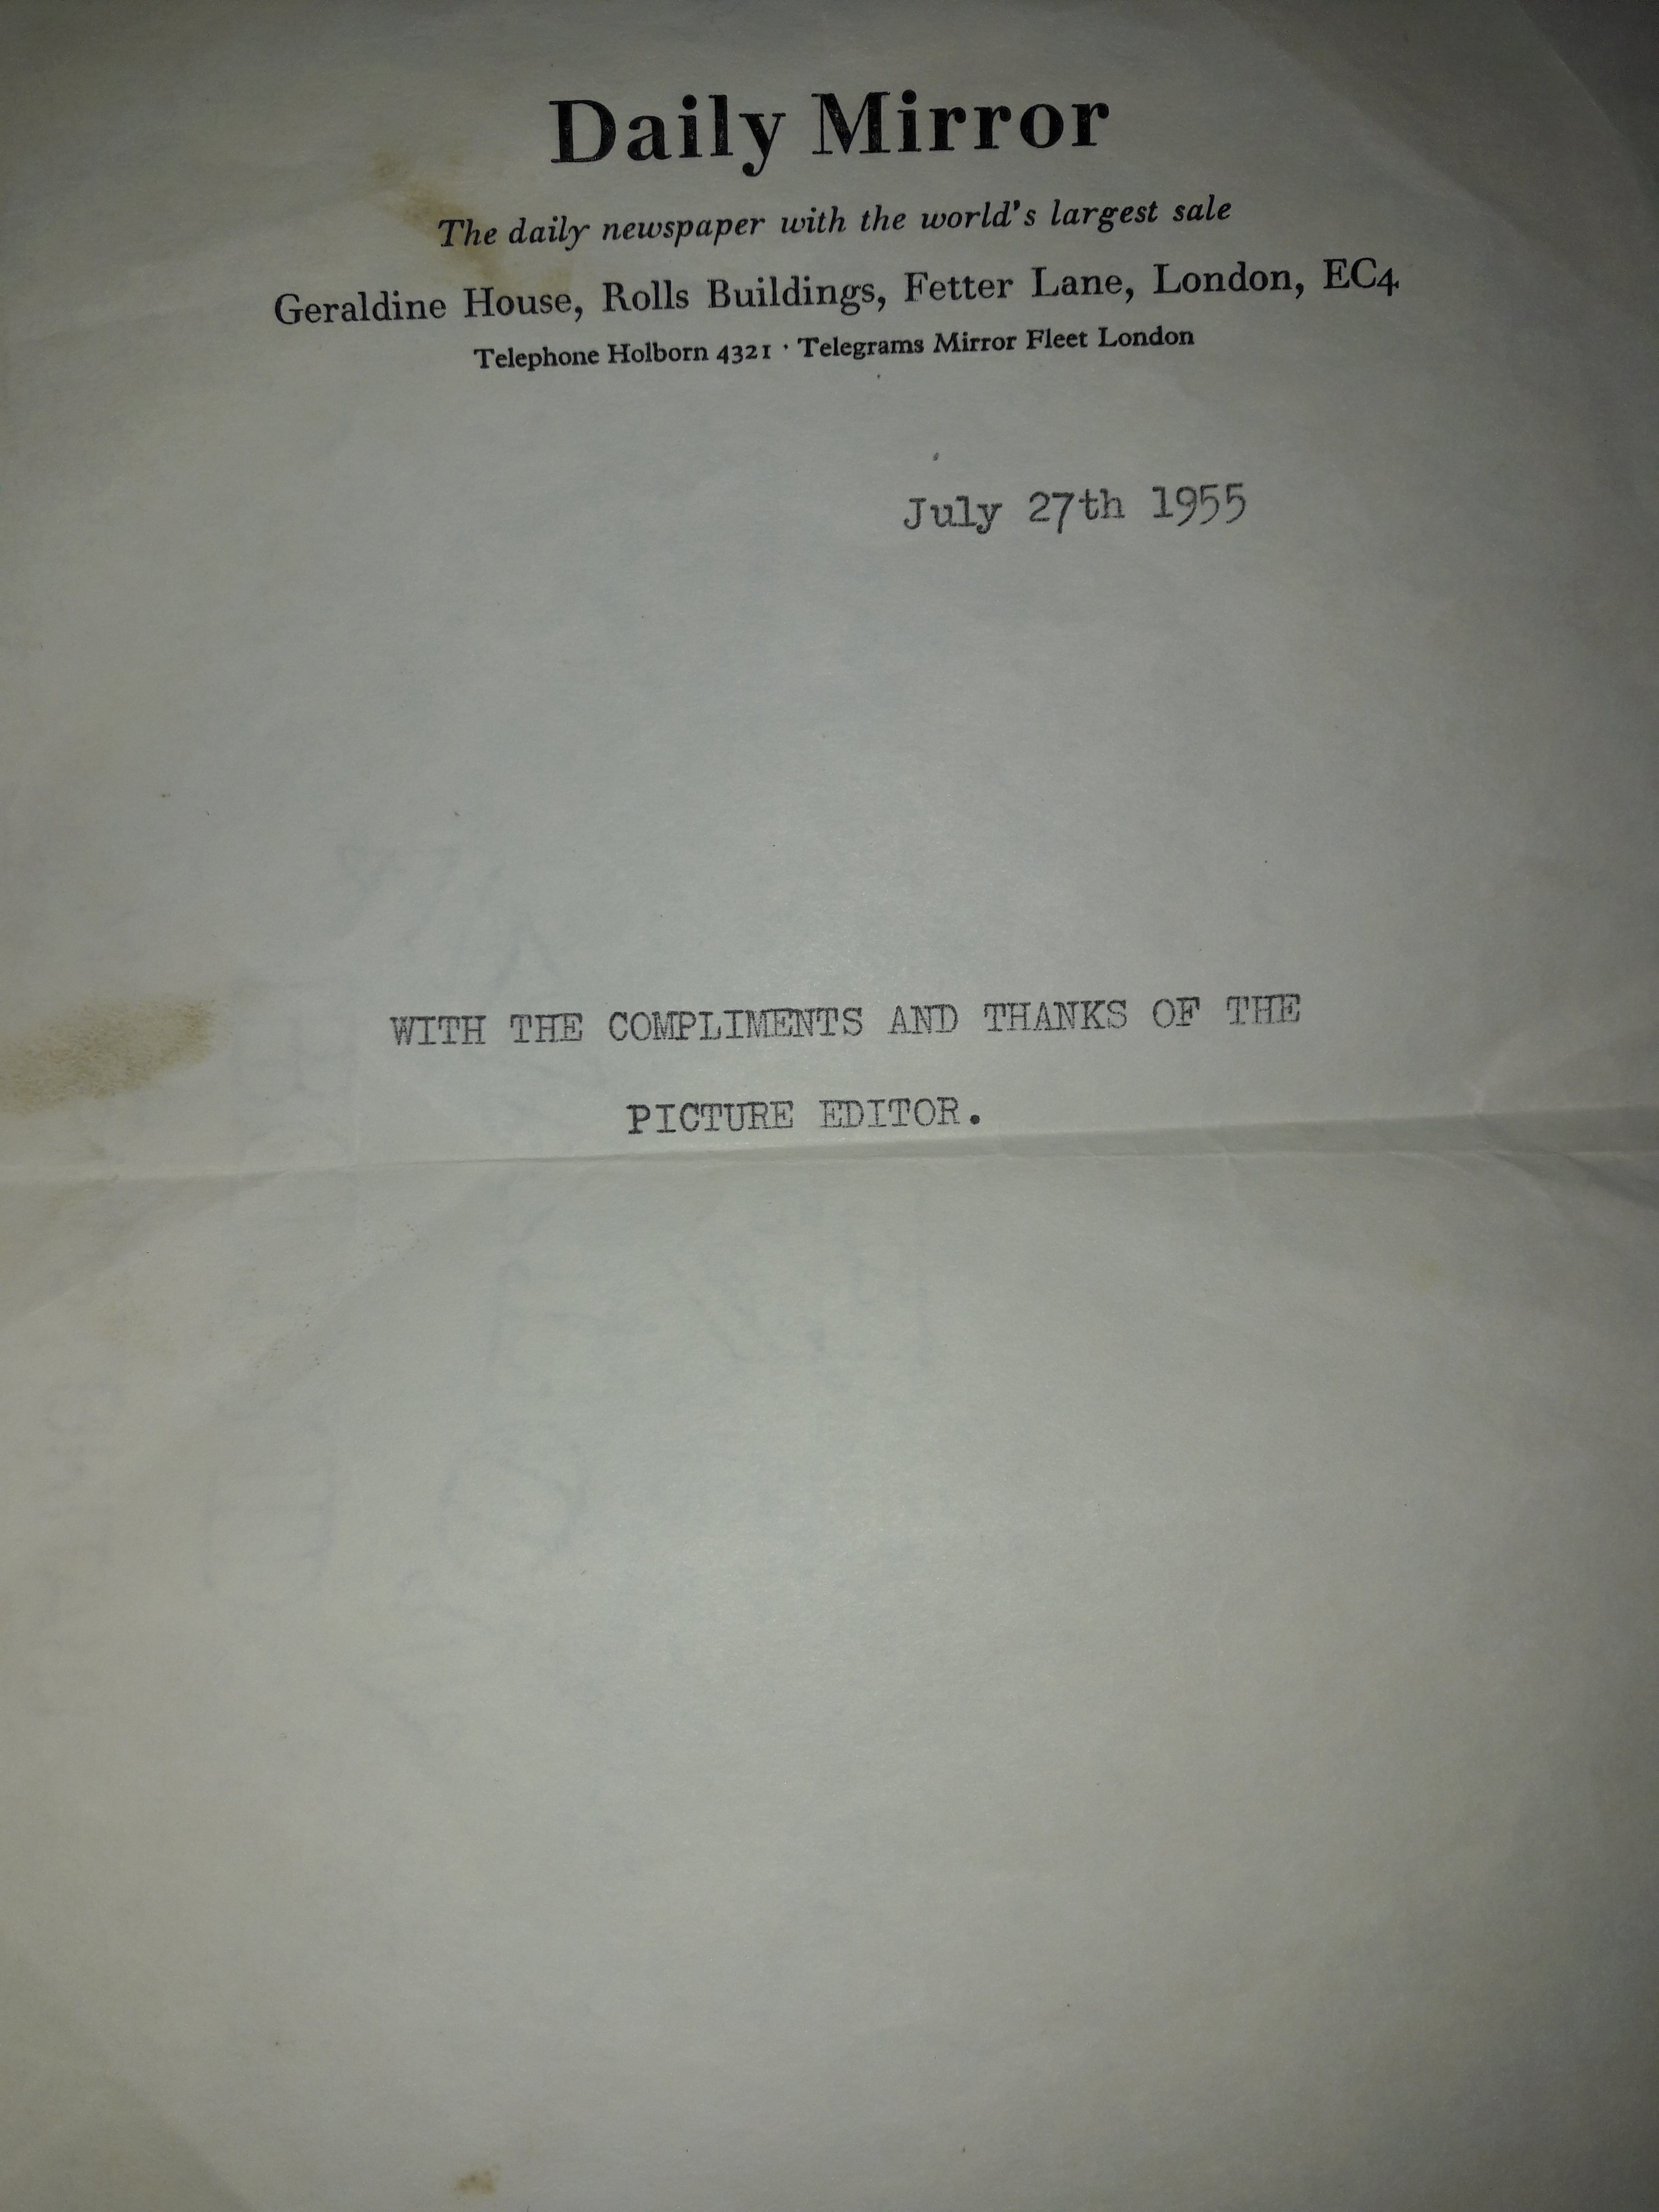 Daily Mirror
The daily newspaper with the world's largest sale
Geraldine House, Rolls Buildings, Fetter Lane, London, EC4
Telephone Holborn 4321 · Telegrams Mirror Fleet London
July 27th 1955
WITH THE COMPLIMENTS AND THANKS OF THE
PICTURE EDITOR.